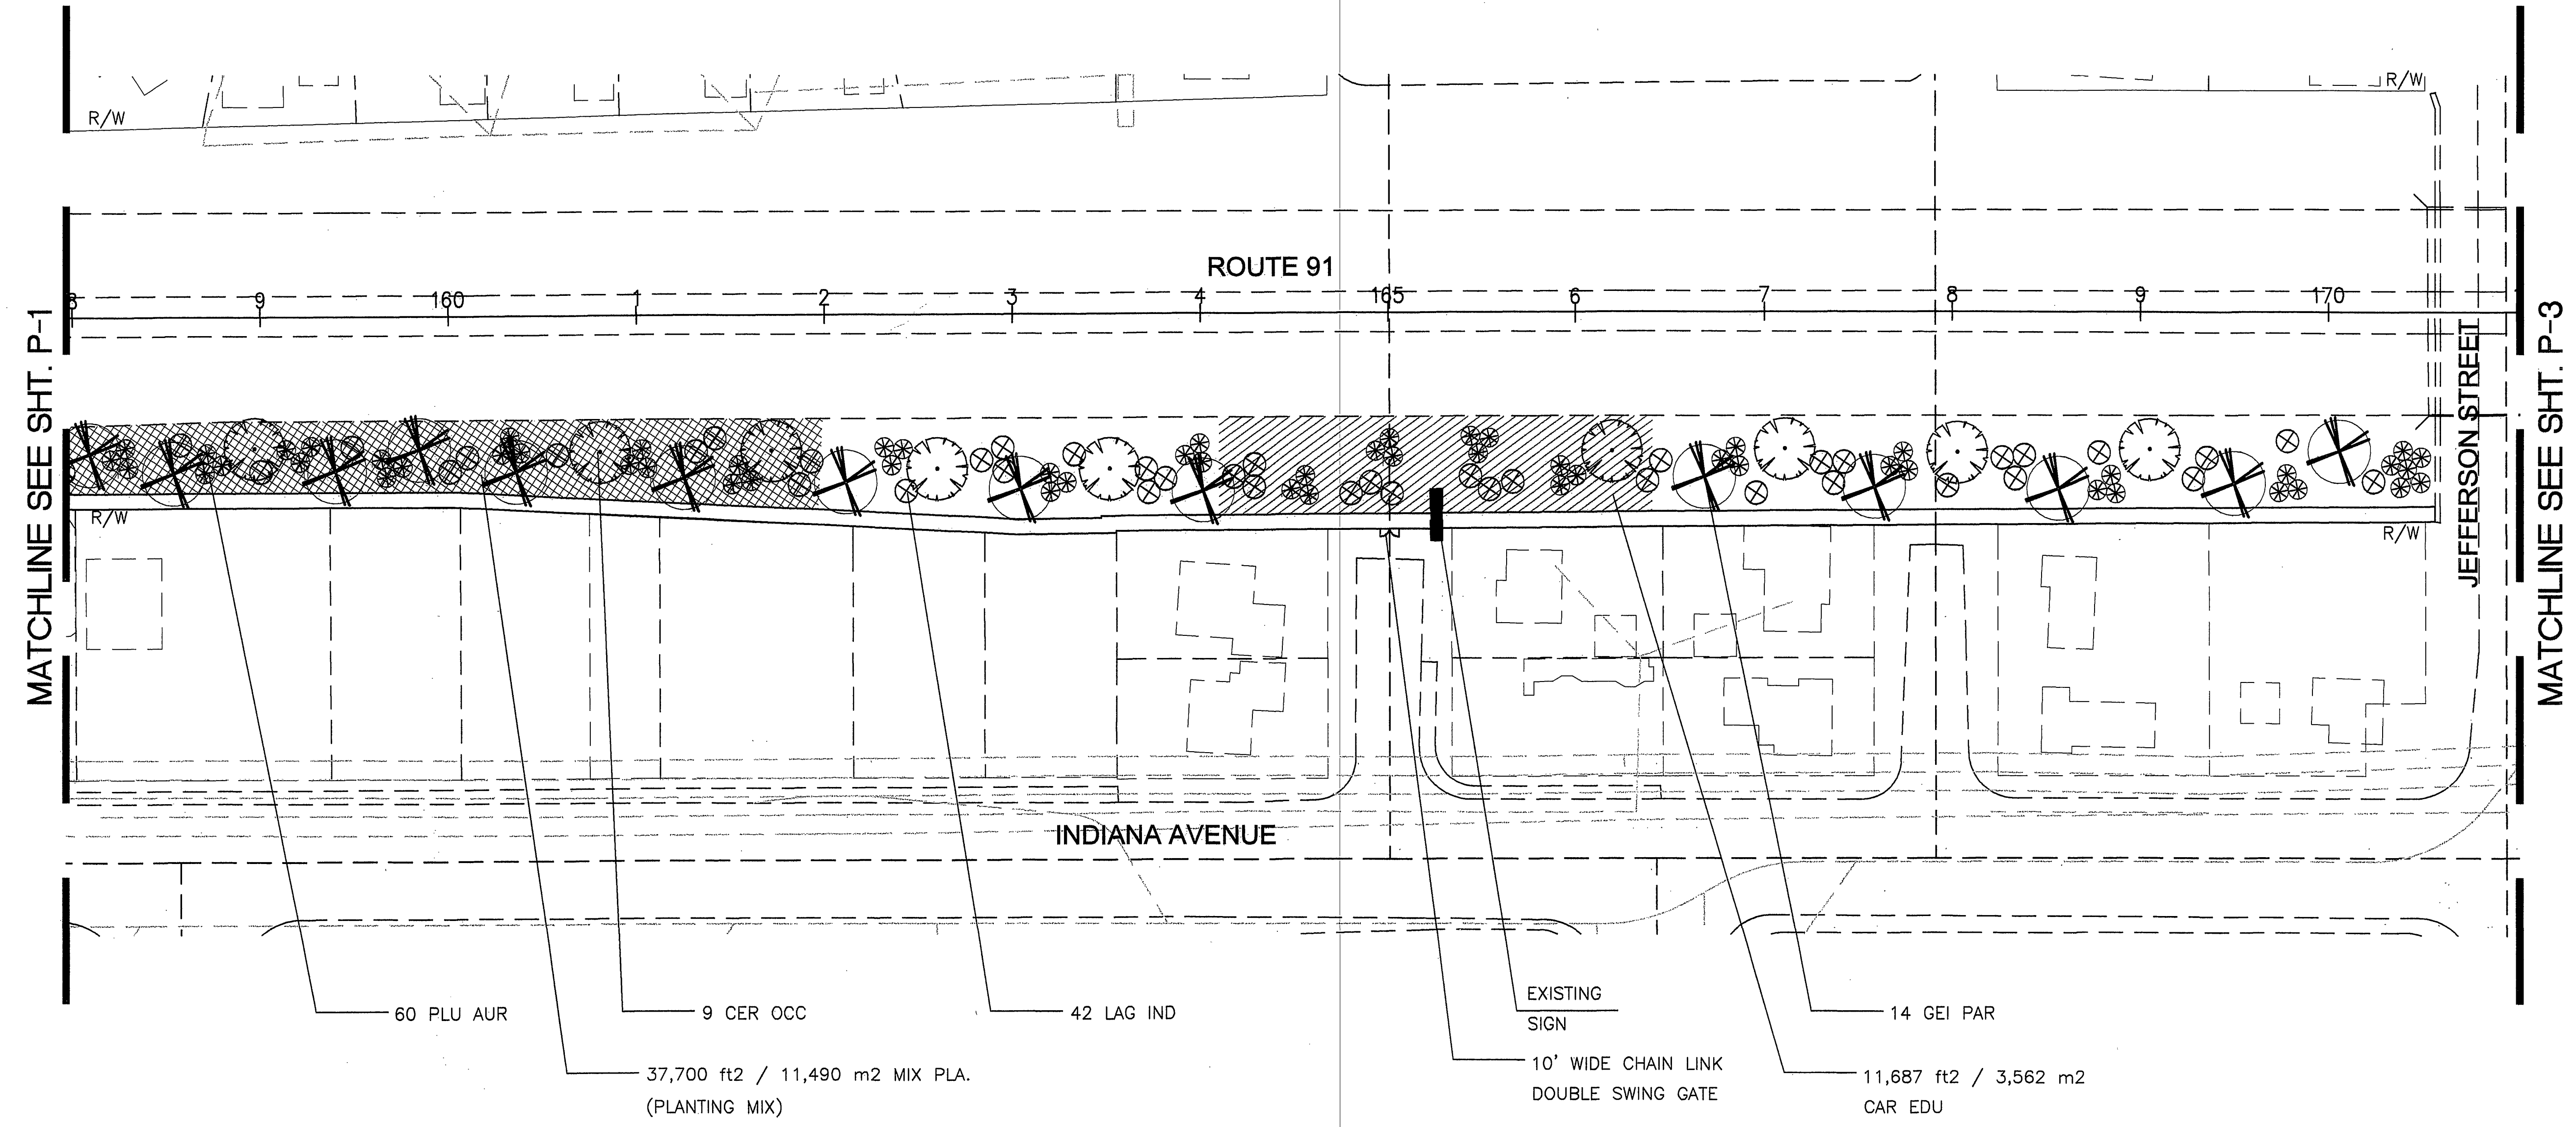 R/W
R/W
ROUTE 91
8 9 160 1 2 3 4 165 6 7 8 9 170
MATCHLINE SEE SHT. P-1
JEFFERSON STREET
MATCHLINE SEE SHT. P-3
R/W
R/W
INDIANA AVENUE
60 PLU AUR
9 CER OCC
42 LAG IND
EXISTING
SIGN
14 GEI PAR
37,700 ft2 / 11,490 m2 MIX PLA.
(PLANTING MIX)
10' WIDE CHAIN LINK
DOUBLE SWING GATE
11,687 ft2 / 3,562 m2
CAR EDU